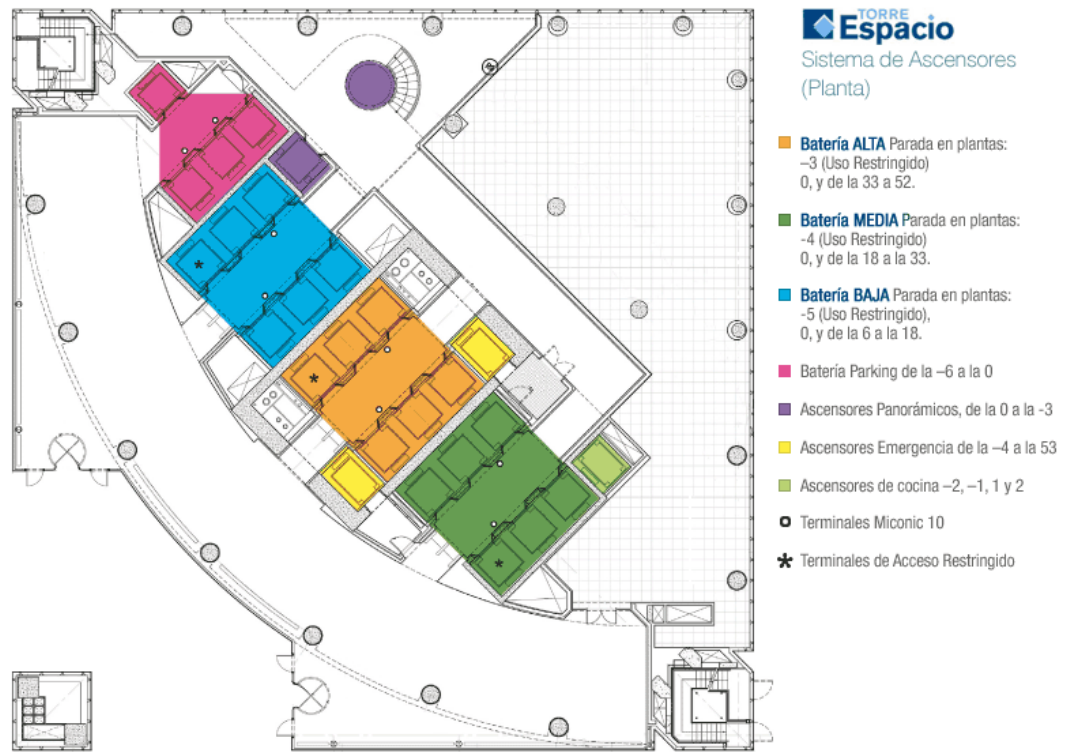 TORRE
Espacio
Sistema de Ascensores
(Planta)
Batería ALTA Parada en plantas:
–3 (Uso Restringido)
0, y de la 33 a 52.
Batería MEDIA Parada en plantas:
-4 (Uso Restringido)
0, y de la 18 a la 33.
Batería BAJA Parada en plantas:
-5 (Uso Restringido),
0, y de la 6 a la 18.
Batería Parking de la –6 a la 0
Ascensores Panorámicos, de la 0 a la -3
Ascensores Emergencia de la –4 a la 53
Ascensores de cocina –2, –1, 1 y 2
Terminales Miconic 10
Terminales de Acceso Restringido